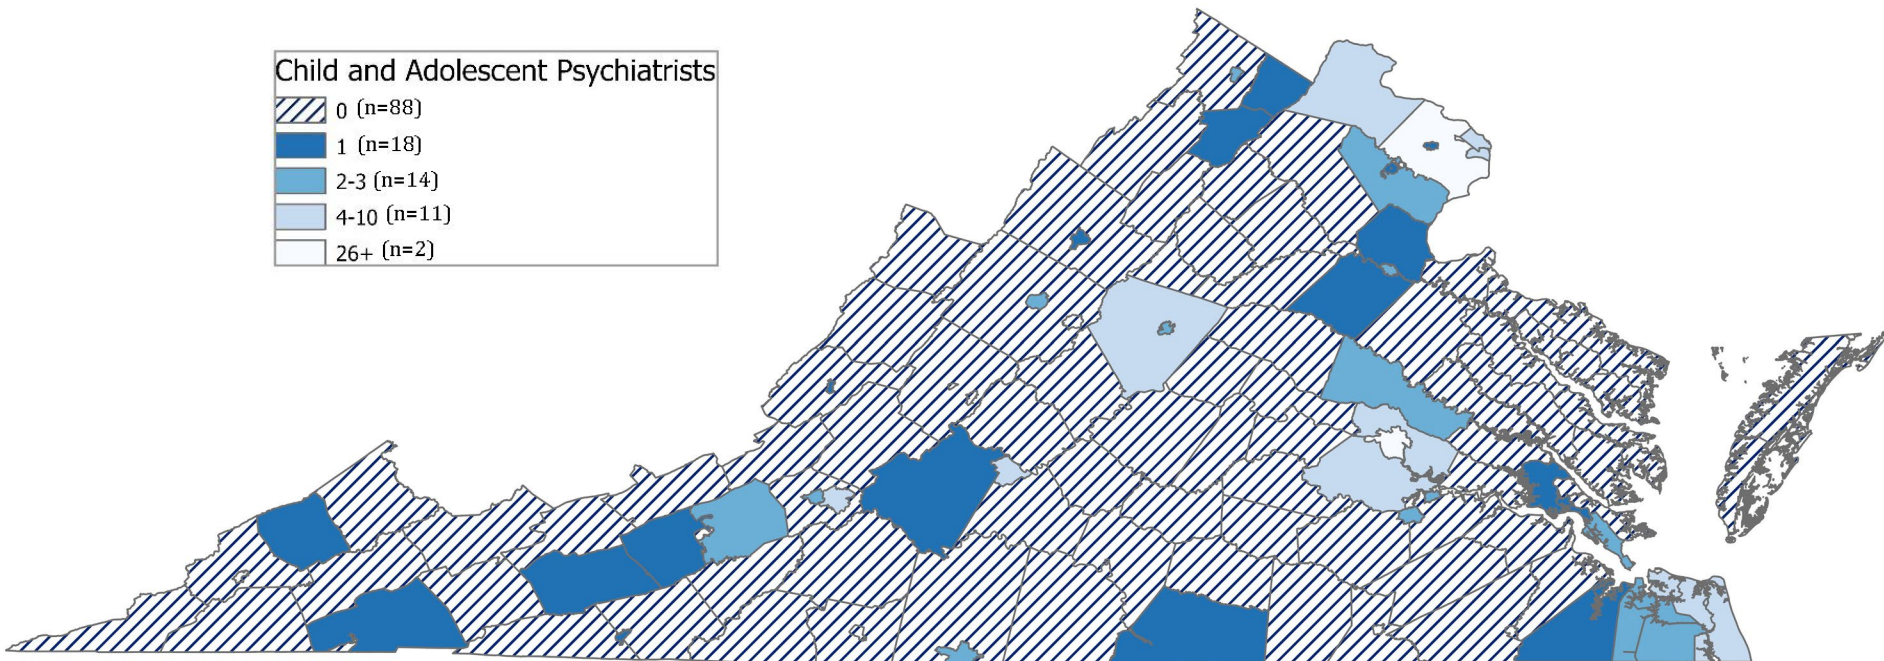 Child and Adolescent Psychiatrists
0 (n=88)
1 (n=18)
2-3 (n=14)
4-10 (n=11)
26+ (n=2)